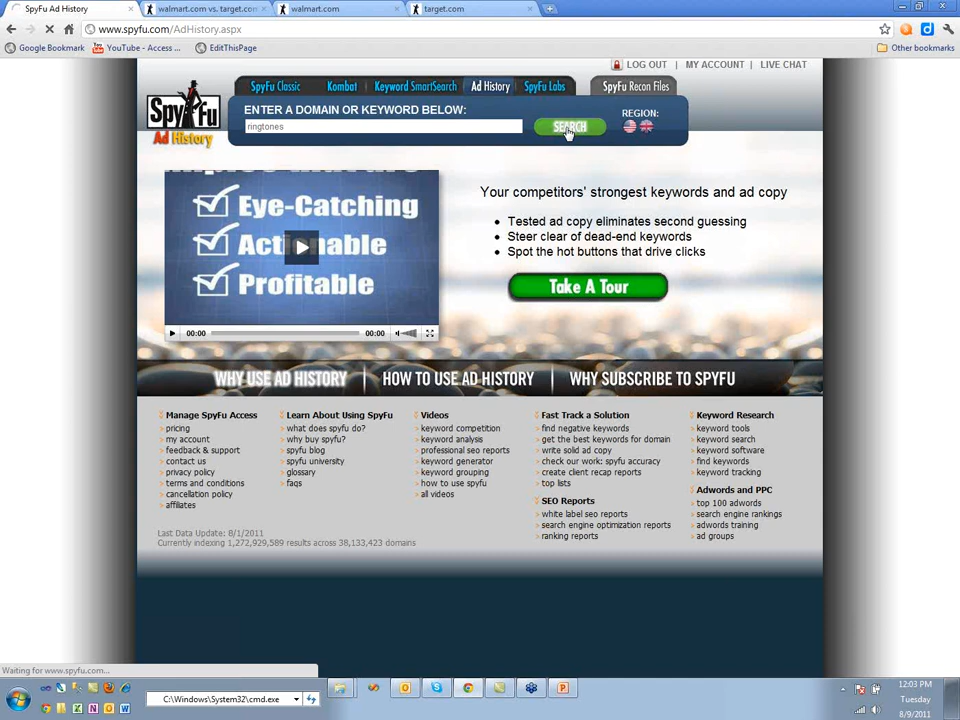 SpyFu Ad History
walmart.com vs. target.com
walmart.com
target.com
www.spyfu.com/AdHistory.aspx
Google Bookmark
YouTube - Access ...
EditThisPage
Other bookmarks
LOG OUT | MY ACCOUNT | LIVE CHAT
SpyFu Classic
Kombat
Keyword SmartSearch
Ad History
SpyFu Labs
SpyFu Recon Files
SpyFu
Ad History
ENTER A DOMAIN OR KEYWORD BELOW:
REGION:
ringtones
SEARCH
Eye-Catching
Actionable
Profitable
00:00
00:00
Your competitors' strongest keywords and ad copy
Tested ad copy eliminates second guessing
Steer clear of dead-end keywords
Spot the hot buttons that drive clicks
Take A Tour
WHY USE AD HISTORY | HOW TO USE AD HISTORY | WHY SUBSCRIBE TO SPYFU
Manage SpyFu Access
pricing
my account
feedback & support
contact us
privacy policy
terms and conditions
cancellation policy
affiliates
Learn About Using SpyFu
what does spyfu do?
why buy spyfu?
spyfu blog
spyfu university
glossary
faqs
Videos
keyword competition
keyword analysis
professional seo reports
keyword generator
keyword grouping
how to use spyfu
all videos
Fast Track a Solution
find negative keywords
get the best keywords for domain
write solid ad copy
check our work: spyfu accuracy
create client recap reports
top lists
SEO Reports
white label seo reports
search engine optimization reports
ranking reports
Keyword Research
keyword tools
keyword search
keyword software
find keywords
keyword tracking
Adwords and PPC
top 100 adwords
search engine rankings
adwords training
ad groups
Last Data Update: 8/1/2011
Currently indexing 1,272,929,589 results across 38,133,423 domains
Waiting for www.spyfu.com...
C:\Windows\System32\cmd.exe
12:03 PM
Tuesday
8/9/2011